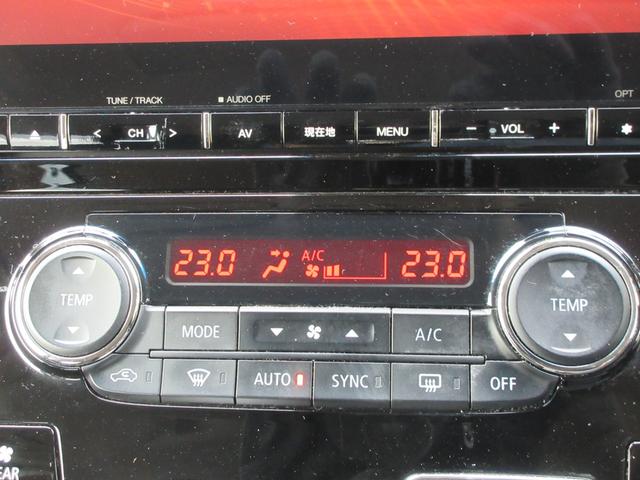 TUNE / TRACK
AUDIO OFF
OPT
< CH >
AV
現在地
MENU
- VOL +
23.0
A/C
23.0
TEMP
TEMP
MODE
A/C
AUTO
SYNC
OFF
EAR